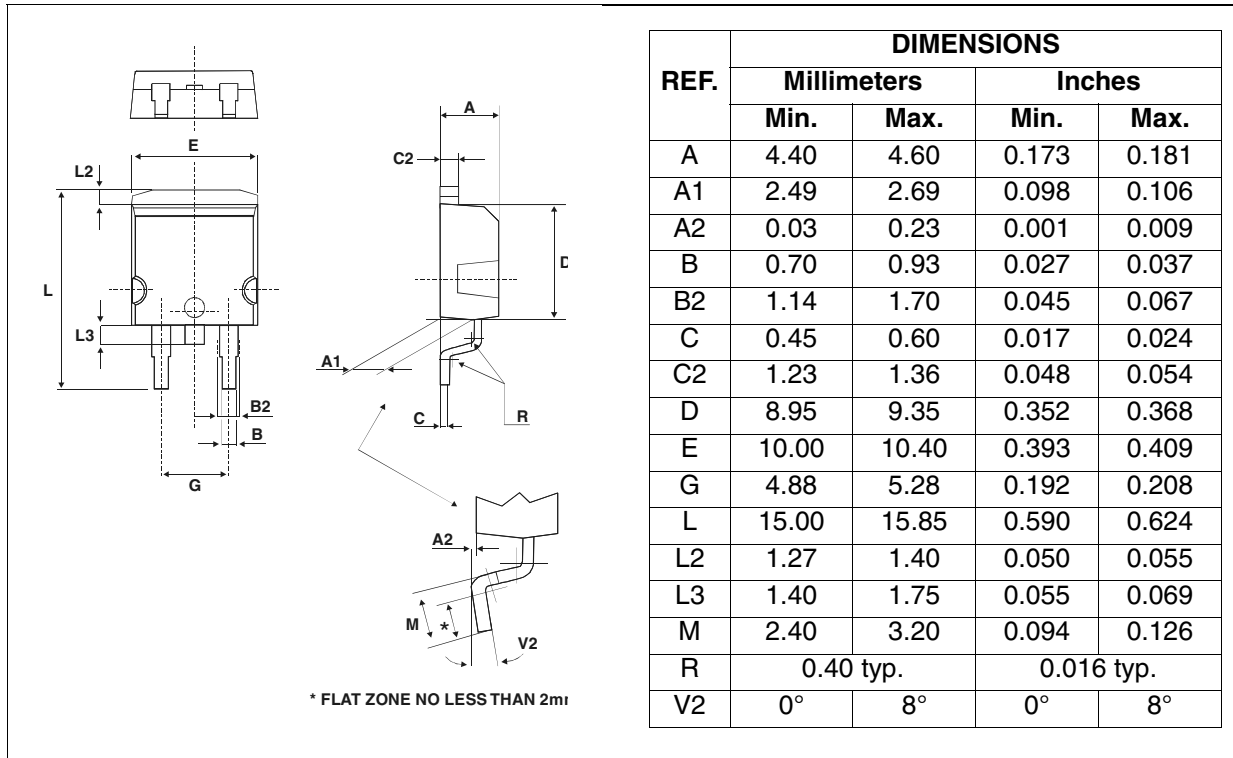 A
E
C2
L2
D
L
L3
A1
B2
C
R
B
G
A2
M
*
V2
* FLAT ZONE NO LESS THAN
REF. DIMENSIONS
Millimeters Inches
Min. Max. Min. Max.
A 4.40 4.60 0.173 0.181
A1 2.49 2.69 0.098 0.106
A2 0.03 0.23 0.001 0.009
B 0.70 0.93 0.027 0.037
B2 1.14 1.70 0.045 0.067
C 0.45 0.60 0.017 0.024
C2 1.23 1.36 0.048 0.054
D 8.95 9.35 0.352 0.368
E 10.00 10.40 0.393 0.409
G 4.88 5.28 0.192 0.208
L 15.00 15.85 0.590 0.624
L2 1.27 1.40 0.050 0.055
L3 1.40 1.75 0.055 0.069
M 2.40 3.20 0.094 0.126
R 0.40 typ. 0.016 typ.
V2 0° 8° 0° 8°